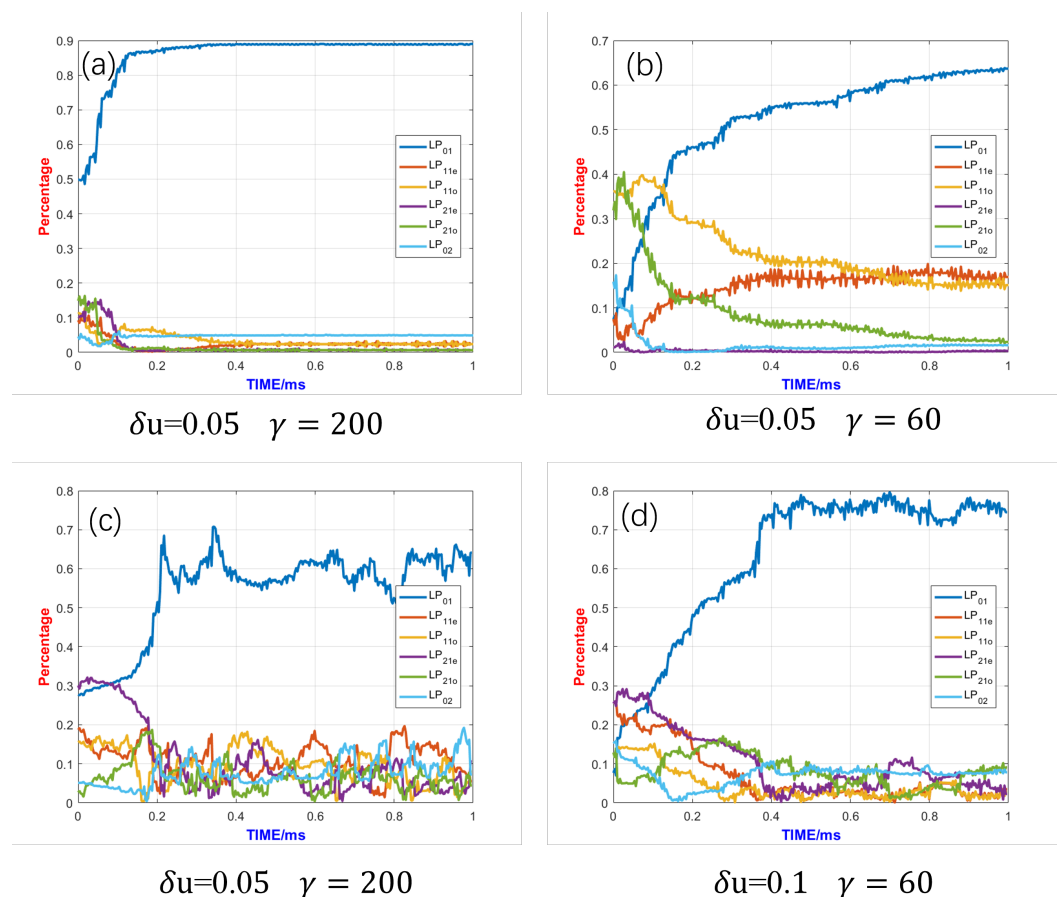 (a)
0.9
0.8
0.7
0.6
0.5
0.4
0.3
0.2
0.1
0
Percentage
LP01
LP11e
LP11o
LP21e
LP21o
LP02
0 0.2 0.4 0.6 0.8 1
TIME/ms
δu=0.05 γ = 200
(b)
0.7
0.6
0.5
0.4
0.3
0.2
0.1
0
Percentage
LP01
LP11e
LP11o
LP21e
LP21o
LP02
0 0.2 0.4 0.6 0.8 1
TIME/ms
δu=0.05 γ = 60
(c)
0.8
0.7
0.6
0.5
0.4
0.3
0.2
0.1
0
Percentage
LP01
LP11e
LP11o
LP21e
LP21o
LP02
0 0.2 0.4 0.6 0.8 1
TIME/ms
δu=0.05 γ = 200
(d)
0.8
0.7
0.6
0.5
0.4
0.3
0.2
0.1
0
Percentage
LP01
LP11e
LP11o
LP21e
LP21o
LP02
0 0.2 0.4 0.6 0.8 1
TIME/ms
δu=0.1 γ = 60